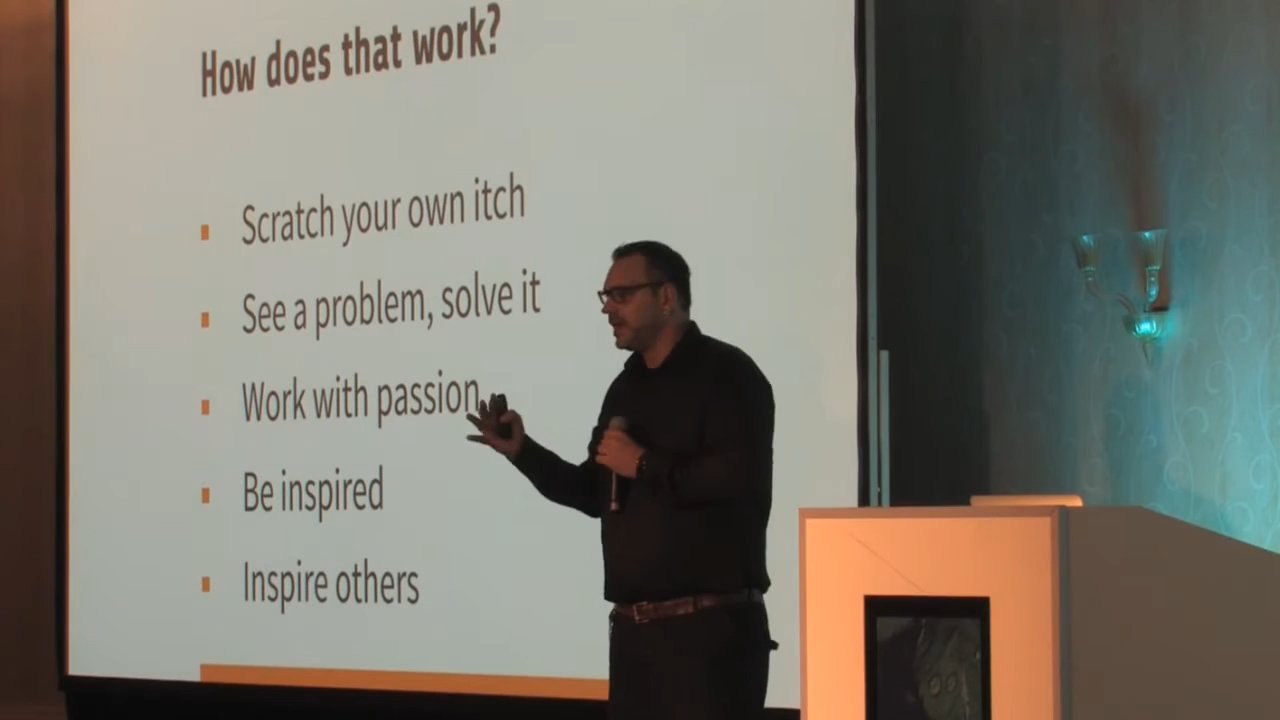 How does that work?
Scratch your own itch
See a problem, solve it
Work with passion
Be inspired
Inspire others